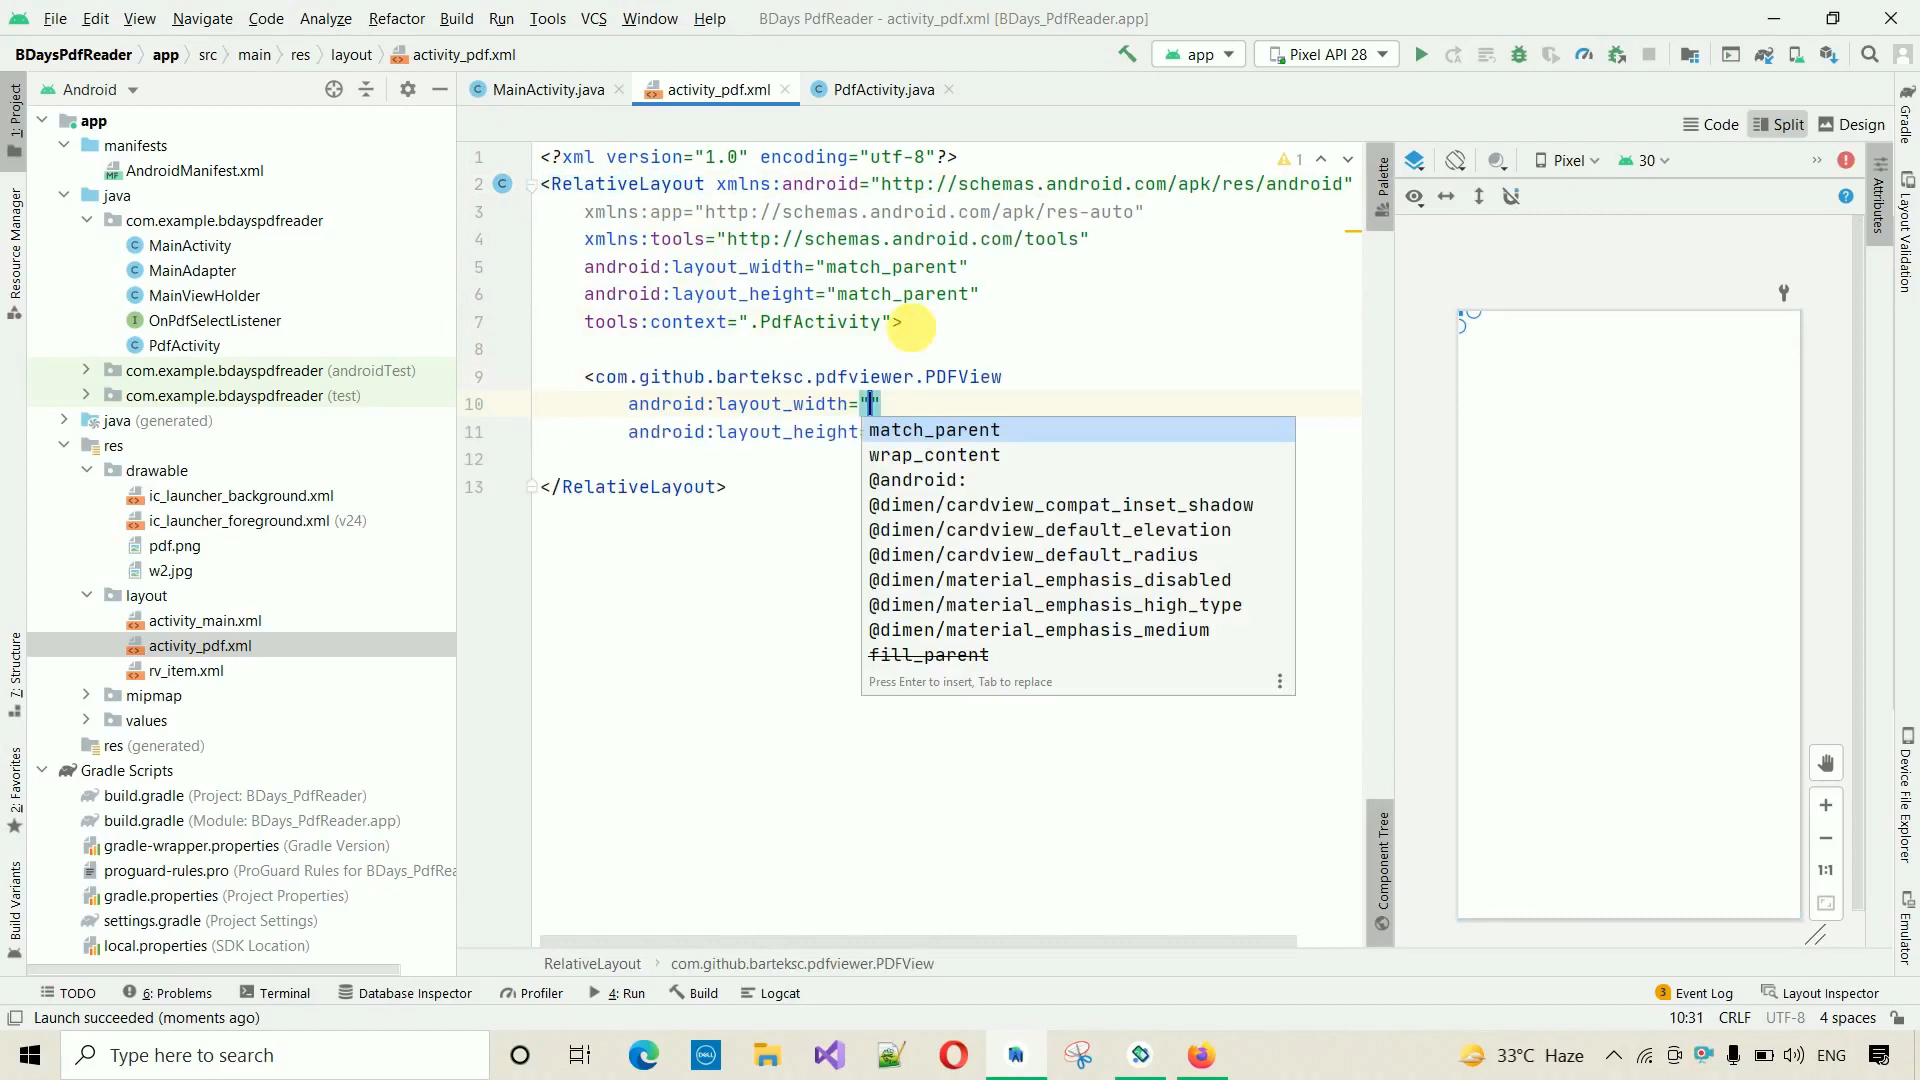 File Edit View Navigate Code Analyze Refactor Build Run Tools VCS Window Help BDays PdfReader - activity_pdf.xml [BDays_PdfReader.app]
BDaysPdfReader app src main res layout activity_pdf.xml app Pixel API 28
Android MainActivity.java activity_pdf.xml PdfActivity.java
Code Split Design
app
manifests
AndroidManifest.xml
java
com.example.bdayspdfreader
MainActivity
MainAdapter
MainViewHolder
OnPdfSelectListener
PdfActivity
com.example.bdayspdfreader (androidTest)
com.example.bdayspdfreader (test)
java (generated)
res
drawable
ic_launcher_background.xml
ic_launcher_foreground.xml (v24)
pdf.png
w2.jpg
layout
activity_main.xml
activity_pdf.xml
rv_item.xml
mipmap
values
res (generated)
Gradle Scripts
build.gradle (Project: BDays_PdfReader)
build.gradle (Module: BDays_PdfReader.app)
gradle-wrapper.properties (Gradle Version)
proguard-rules.pro (ProGuard Rules for BDays_PdfRea
gradle.properties (Project Properties)
settings.gradle (Project Settings)
local.properties (SDK Location)
1: Project
Resource Manager
7: Structure
2: Favorites
Build Variants
1 <?xml version="1.0" encoding="utf-8"?>
2 <RelativeLayout xmlns:android="http://schemas.android.com/apk/res/android"
3 xmlns:app="http://schemas.android.com/apk/res-auto"
4 xmlns:tools="http://schemas.android.com/tools"
5 android:layout_width="match_parent"
6 android:layout_height="match_parent"
7 tools:context=".PdfActivity">
8
9 <com.github.barteksc.pdfviewer.PDFView
10 android:layout_width=""
11 android:layout_height=
12
13 </RelativeLayout>
1
match_parent
wrap_content
@android:
@dimen/cardview_compat_inset_shadow
@dimen/cardview_default_elevation
@dimen/cardview_default_radius
@dimen/material_emphasis_disabled
@dimen/material_emphasis_high_type
@dimen/material_emphasis_medium
fill_parent
Press Enter to insert, Tab to replace
Palette
Component Tree
Pixel 30
1:1
Attributes
Gradle
Layout Validation
Device File Explorer
Emulator
RelativeLayout com.github.barteksc.pdfviewer.PDFView
TODO 6: Problems Terminal Database Inspector Profiler 4: Run Build Logcat 3 Event Log Layout Inspector
Launch succeeded (moments ago) 10:31 CRLF UTF-8 4 spaces
Type here to search DELL 33°C Haze ENG